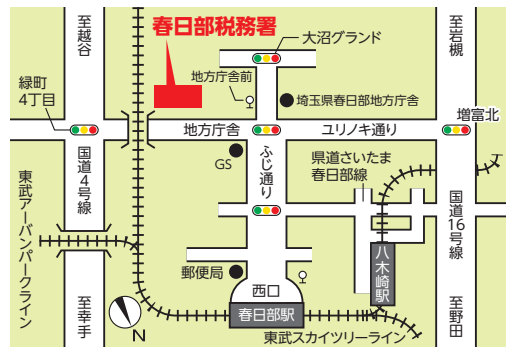 至越谷
春日部税務署
大沼グランド
至岩槻
地方庁舎前
埼玉県春日部地方庁舎
緑町
4丁目
増富北
地方庁舎
ユリノキ通り
国道4号線
GS
ふじ通り
県道さいたま
春日部線
東武アーバンパークライン
国道16号線
八木崎駅
郵便局
西口
至幸手
春日部駅
至野田
N
東武スカイツリーライン